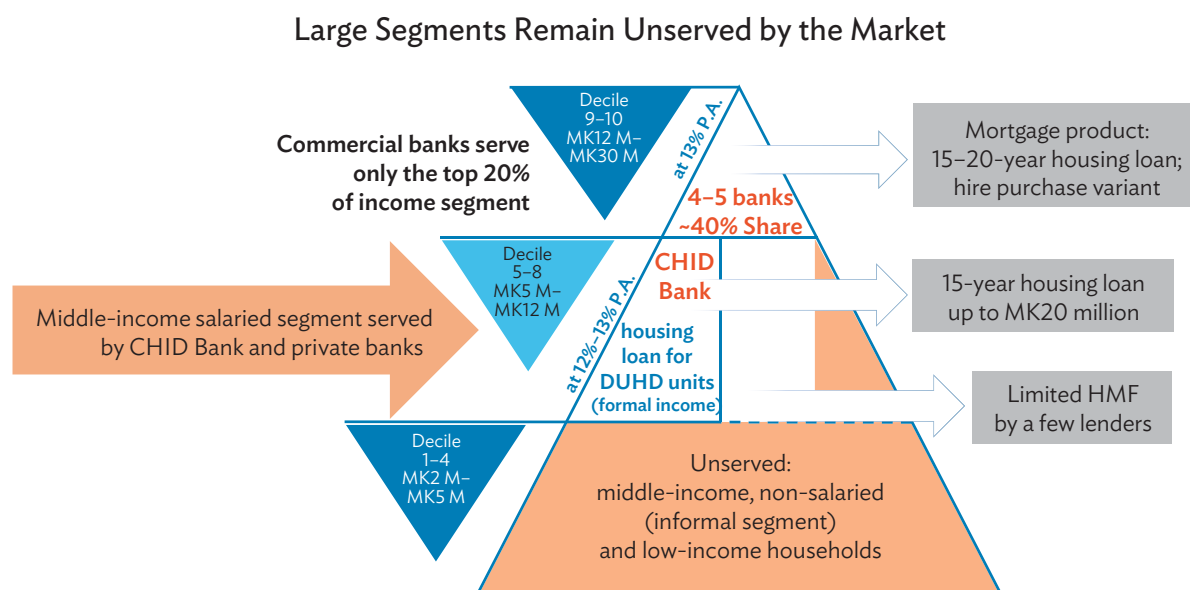 Large Segments Remain Unserved by the Market
Decile
9–10
MK12 M–
MK30 M
at 13% P.A.
Commercial banks serve
only the top 20%
of income segment
4–5 banks
~40% Share
Mortgage product:
15–20-year housing loan;
hire purchase variant
Decile
5–8
MK5 M–
MK12 M
at 12%–13% P.A.
CHID
Bank
housing
loan for
DUHD units
(formal income)
15-year housing loan
up to MK20 million
Middle-income salaried segment served
by CHID Bank and private banks
Limited HMF
by a few lenders
Decile
1–4
MK2 M–
MK5 M
Unserved:
middle-income, non-salaried
(informal segment)
and low-income households